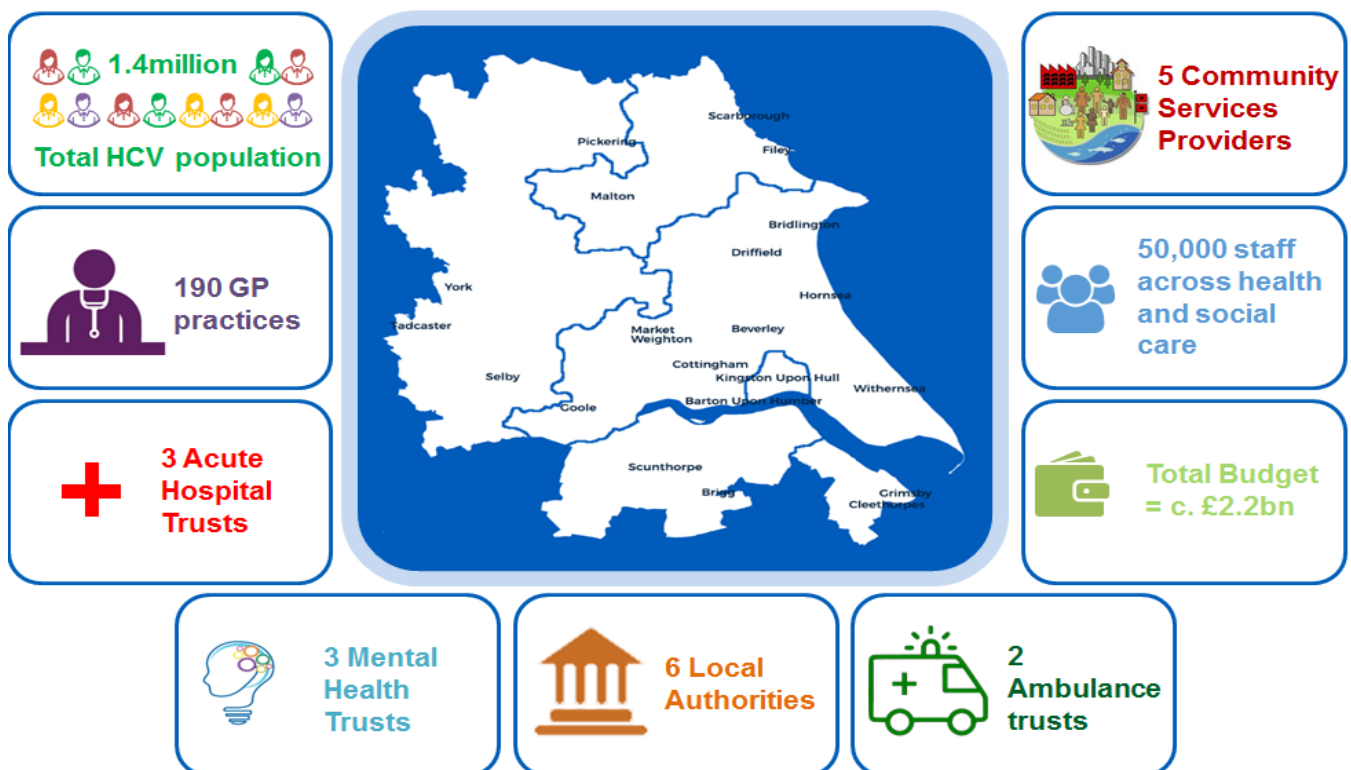 1.4million
Total HCV population
190 GP
practices
3 Acute
Hospital
Trusts
Scarborough
Pickering
Filey
Malton
Bridlington
Driffield
York
Hornsea
Tadcaster
Market
Weighton
Beverley
Cottingham
Selby
Kingston Upon Hull
Withernsea
Barton Upon Humber
Goole
Scunthorpe
Brigg
Grimsby
Cleethorpes
5 Community
Services
Providers
50,000 staff
across health
and social
care
Total Budget
= c. £2.2bn
3 Mental
Health
Trusts
6 Local
Authorities
2
Ambulance
trusts